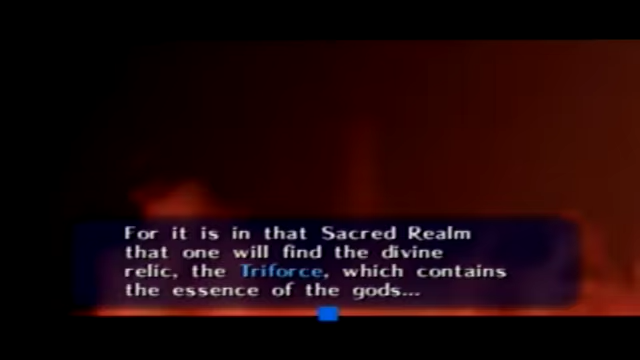 For it is in that Sacred Realm
that one will find the divine
relic, the Triforce, which contains
the essence of the gods...